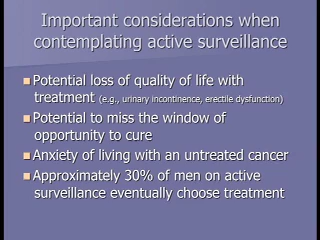 Important considerations when
contemplating active surveillance
Potential loss of quality of life with
treatment (e.g., urinary incontinence, erectile dysfunction)
Potential to miss the window of
opportunity to cure
Anxiety of living with an untreated cancer
Approximately 30% of men on active
surveillance eventually choose treatment